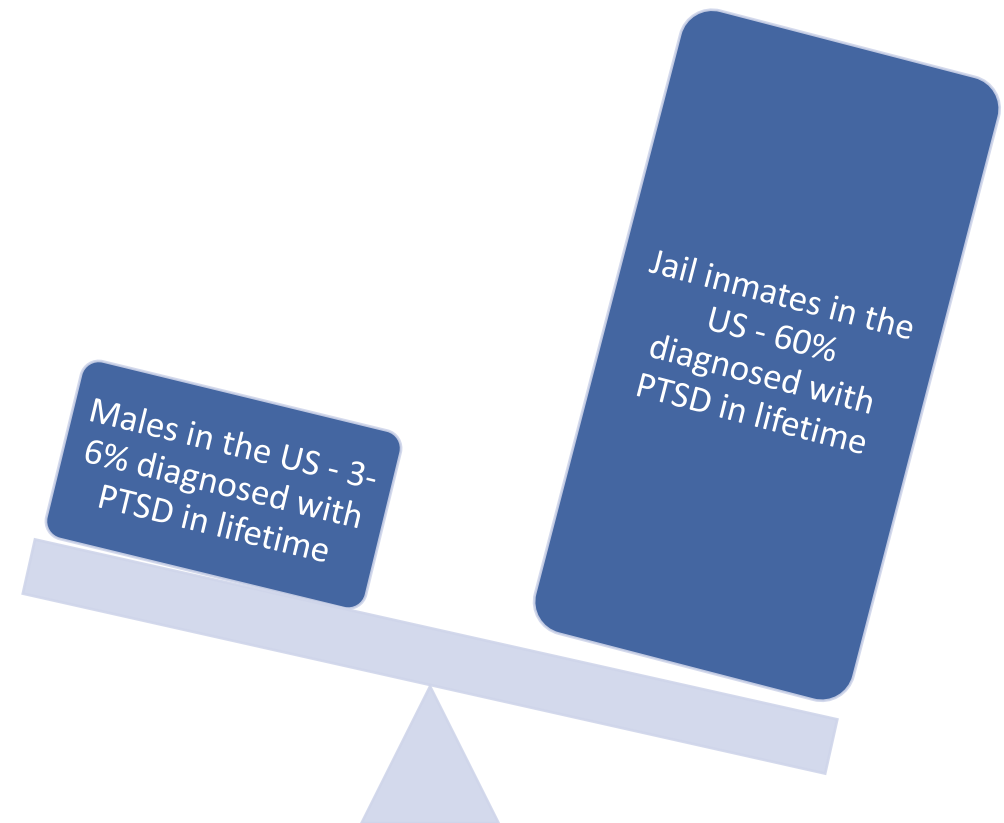 Males in the US - 3-
6% diagnosed with
PTSD in lifetime
Jail inmates in the
US - 60%
diagnosed with
PTSD in lifetime